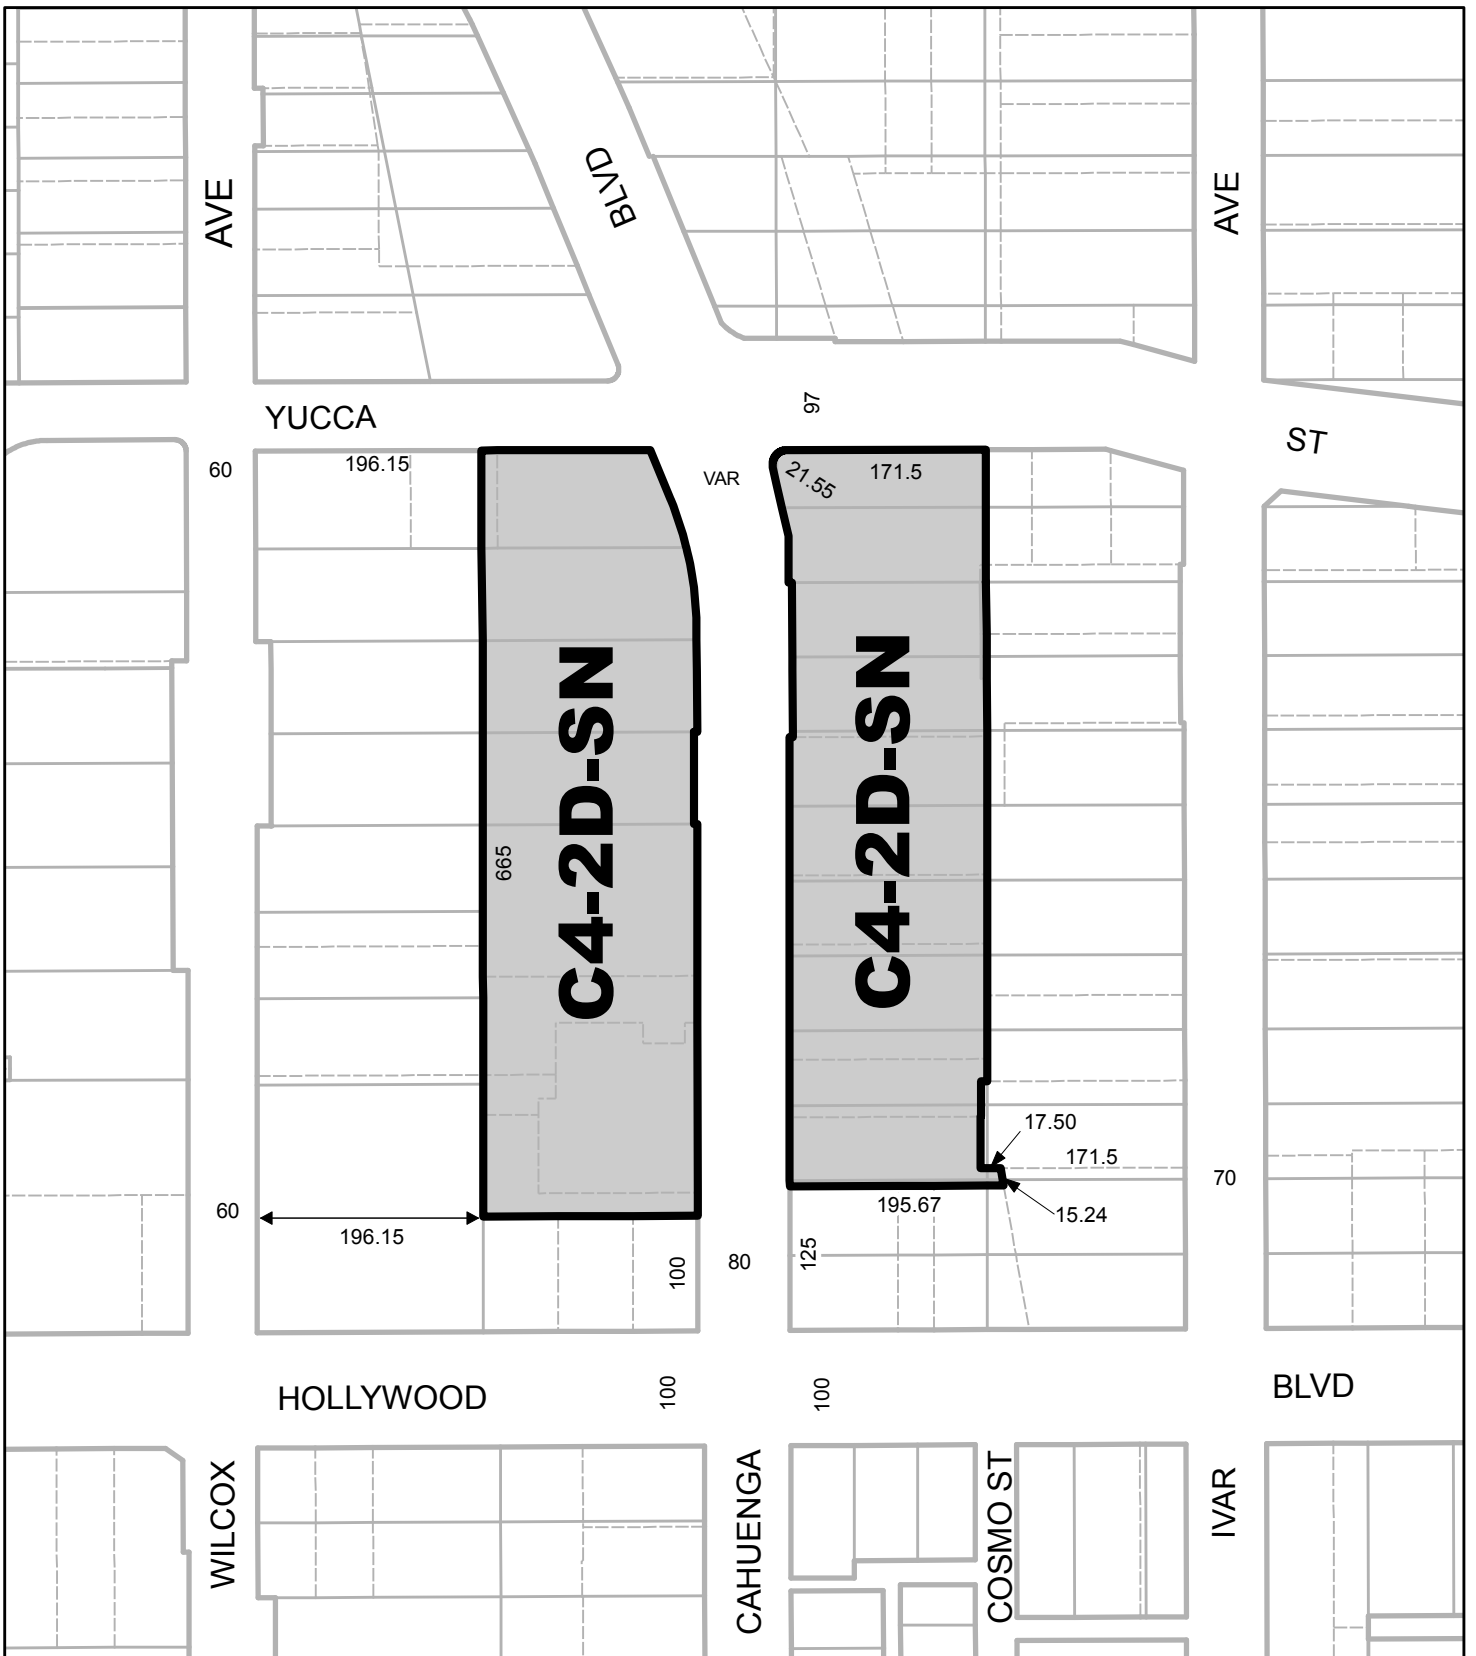 AVE
BLVD
AVE
YUCCA
97
ST
60
196.15
VAR
21.55
171.5
C4-2D-SN
C4-2D-SN
665
17.50
171.5
70
60
196.15
195.67
15.24
100
80
125
HOLLYWOOD
100
100
BLVD
WILCOX
CAHUENGA
COSMO ST
IVAR